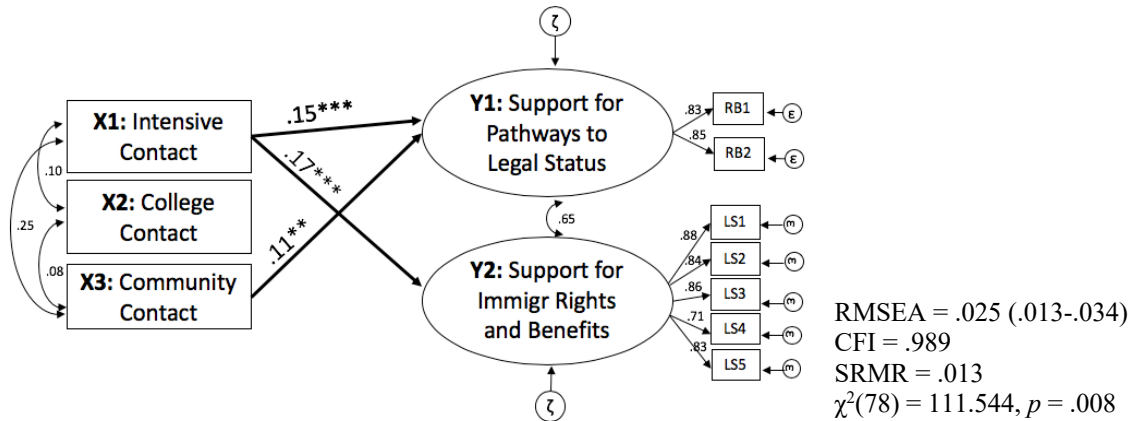 X1: Intensive
Contact
X2: College
Contact
X3: Community
Contact
.10
.25
.08
.15***
.17***
.11**
ζ
Y1: Support for
Pathways to
Legal Status
.65
Y2: Support for
Immigr Rights
and Benefits
ζ
.83
RB1
ε
.85
RB2
ε
.88
LS1
ε
.84
LS2
ε
.86
LS3
ε
.71
LS4
ε
.83
LS5
ε
RMSEA = .025 (.013-.034)
CFI = .989
SRMR = .013
χ²(78) = 111.544, p = .008